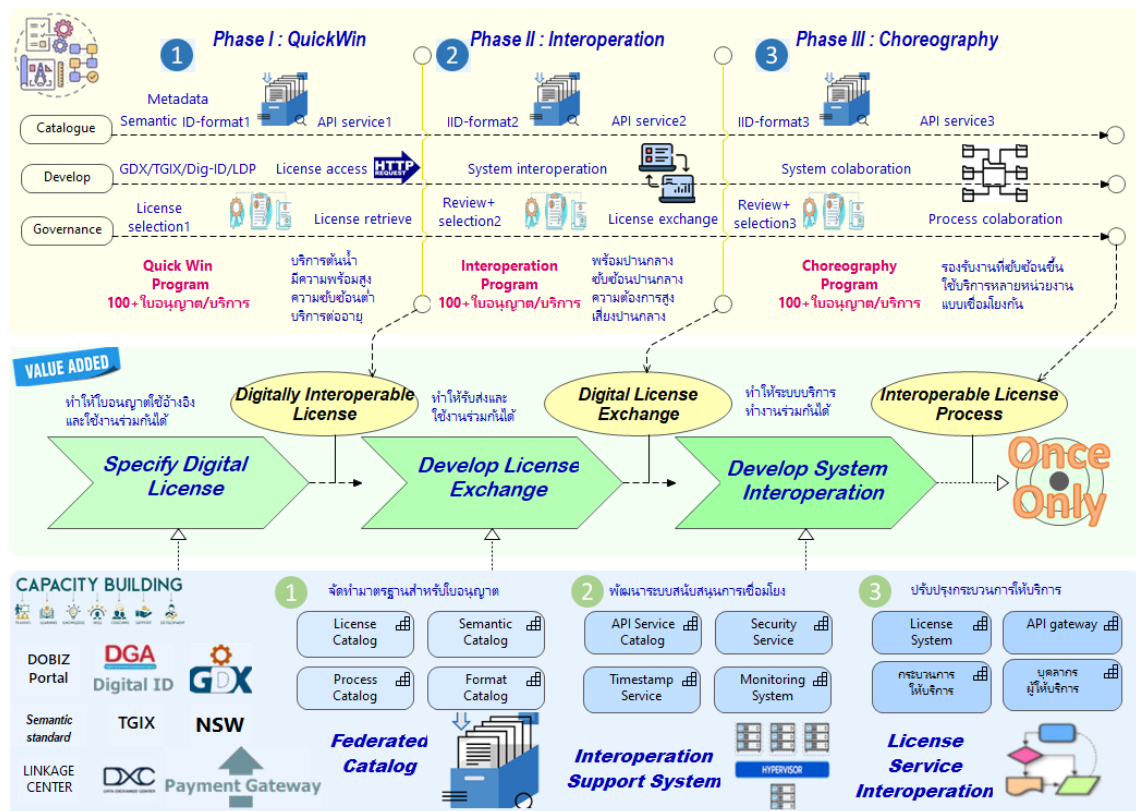 1
Phase I : QuickWin
2
Phase II : Interoperation
3
Phase III : Choreography
Catalogue
Metadata
Semantic
ID-format1
API service1
IID-format2
API service2
IID-format3
API service3
Develop
GDX/TGIX/Dig-ID/LDP
License access
HTTP
REQUEST
System interoperation
System colaboration
Governance
License
selection1
License retrieve
Review+
selection2
License exchange
Review+
selection3
Process colaboration
Quick Win
Program
100+ใบอนุญาต/บริการ
บริการต้นน้ำ
มีความพร้อมสูง
ความซับซ้อนต่ำ
บริการต่ออายุ
Interoperation
Program
100+ใบอนุญาต/บริการ
พร้อมปานกลาง
ซับซ้อนปานกลาง
ความต้องการสูง
เสี่ยงปานกลาง
Choreography
Program
100+ใบอนุญาต/บริการ
รองรับงานที่ซับซ้อนขึ้น
ใช้บริการหลายหน่วยงาน
แบบเชื่อมโยงกัน
VALUE ADDED
ทำให้ใบอนญาตใช้อ้างอิง
และใช้งานร่วมกันได้
Digitally Interoperable
License
ทำให้รับส่งและ
ใช้งานร่วมกันได้
Digital License
Exchange
ทำให้ระบบบริการ
ทำงานร่วมกันได้
Interoperable License
Process
Specify Digital
License
Develop License
Exchange
Develop System
Interoperation
Once
Only
CAPACITY BUILDING
DOBIZ
Portal
DGA
Digital ID
GDX
Semantic
standard
TGIX
NSW
LINKAGE
CENTER
DXC
DATA EXCHANGE CENTER
Payment Gateway
1
จัดทำมาตรฐานสำหรับใบอนุญาต
License
Catalog
Semantic
Catalog
Process
Catalog
Format
Catalog
Federated
Catalog
2
พัฒนาระบบสนับสนุนการเชื่อมโยง
API Service
Catalog
Security
Service
Timestamp
Service
Monitoring
System
Interoperation
Support System
HYPERVISOR
3
ปรับปรุงกระบวนการให้บริการ
License
System
API gateway
กระบวนการ
ให้บริการ
บุคลากร
ผู้ให้บริการ
License
Service
Interoperation